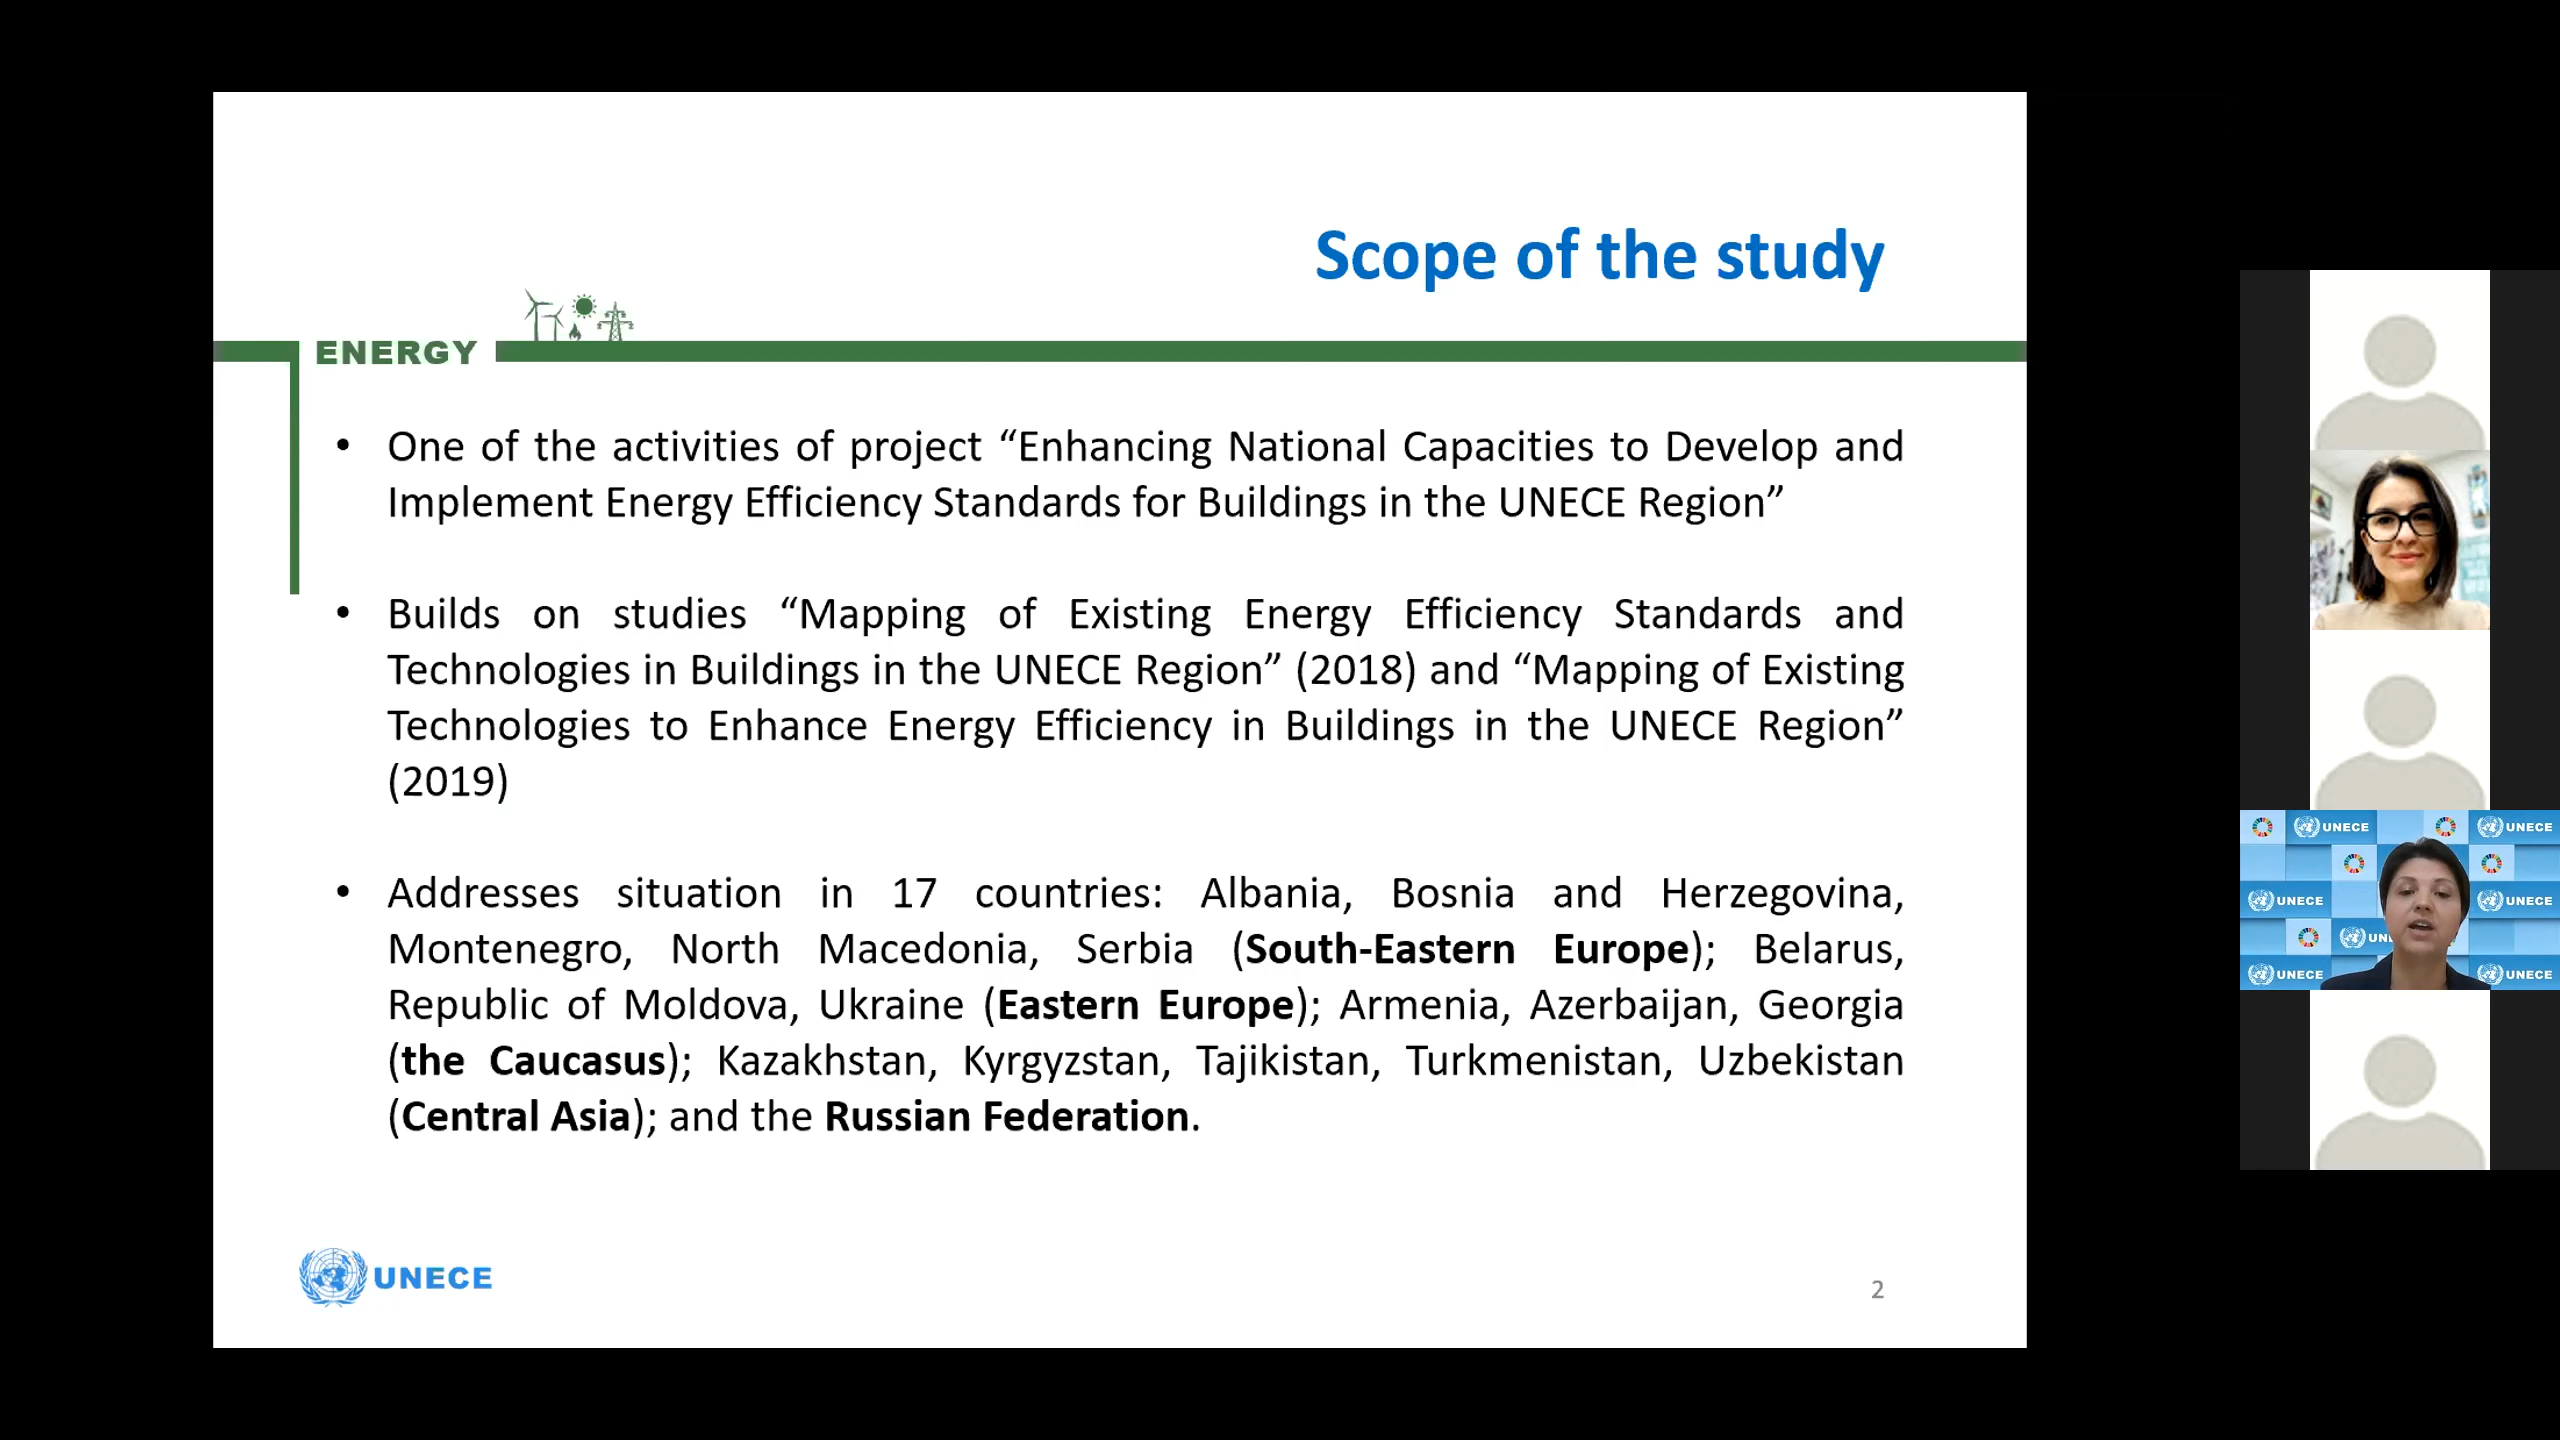 Scope of the study
ENERGY
• One of the activities of project “Enhancing National Capacities to Develop and
Implement Energy Efficiency Standards for Buildings in the UNECE Region”
• Builds on studies “Mapping of Existing Energy Efficiency Standards and
Technologies in Buildings in the UNECE Region” (2018) and “Mapping of Existing
Technologies to Enhance Energy Efficiency in Buildings in the UNECE Region”
(2019)
• Addresses situation in 17 countries: Albania, Bosnia and Herzegovina,
Montenegro, North Macedonia, Serbia (South-Eastern Europe); Belarus,
Republic of Moldova, Ukraine (Eastern Europe); Armenia, Azerbaijan, Georgia
(the Caucasus); Kazakhstan, Kyrgyzstan, Tajikistan, Turkmenistan, Uzbekistan
(Central Asia); and the Russian Federation.
UNECE
2
UNECE UNECE
UNECE UNECE
UN
UNECE UNECE